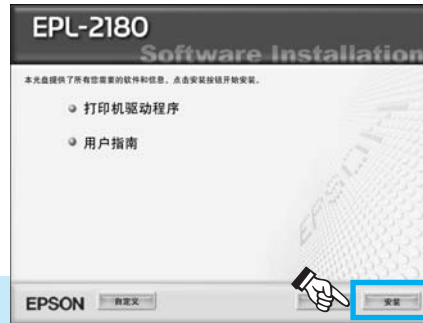 EPL-2180
Software Installation
本光盘提供了所有您需要的软件和信息。点击安装按钮开始安装。
打印机驱动程序
用户指南
EPSON
EPSON 自定义 安装